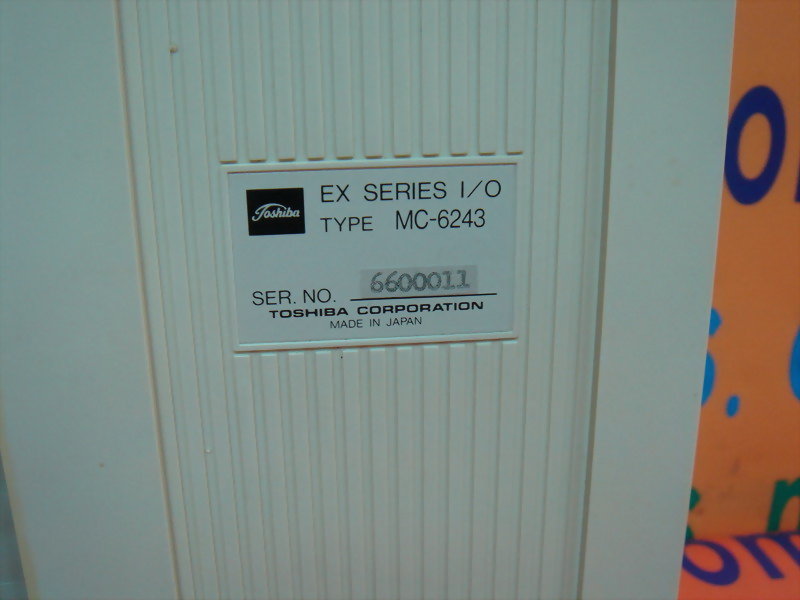 Toshiba
EX SERIES I/O
TYPE MC-6243
SER. NO. 6600011
TOSHIBA CORPORATION
MADE IN JAPAN